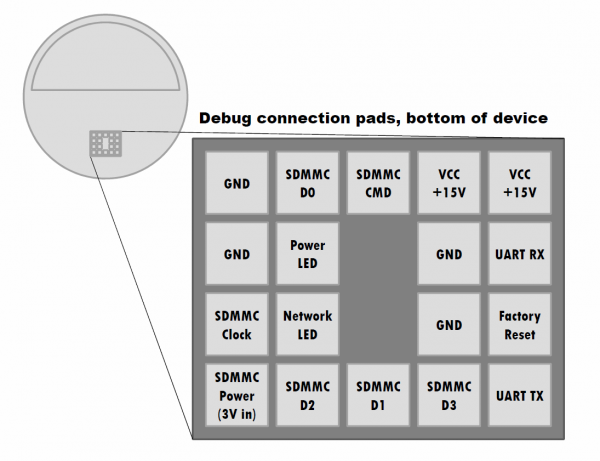 Debug connection pads, bottom of device
GND
SDMMC
D0
SDMMC
CMD
VCC
+15V
VCC
+15V
GND
Power
LED
GND
UART RX
SDMMC
Clock
Network
LED
GND
Factory
Reset
SDMMC
Power
(3V in)
SDMMC
D2
SDMMC
D1
SDMMC
D3
UART TX